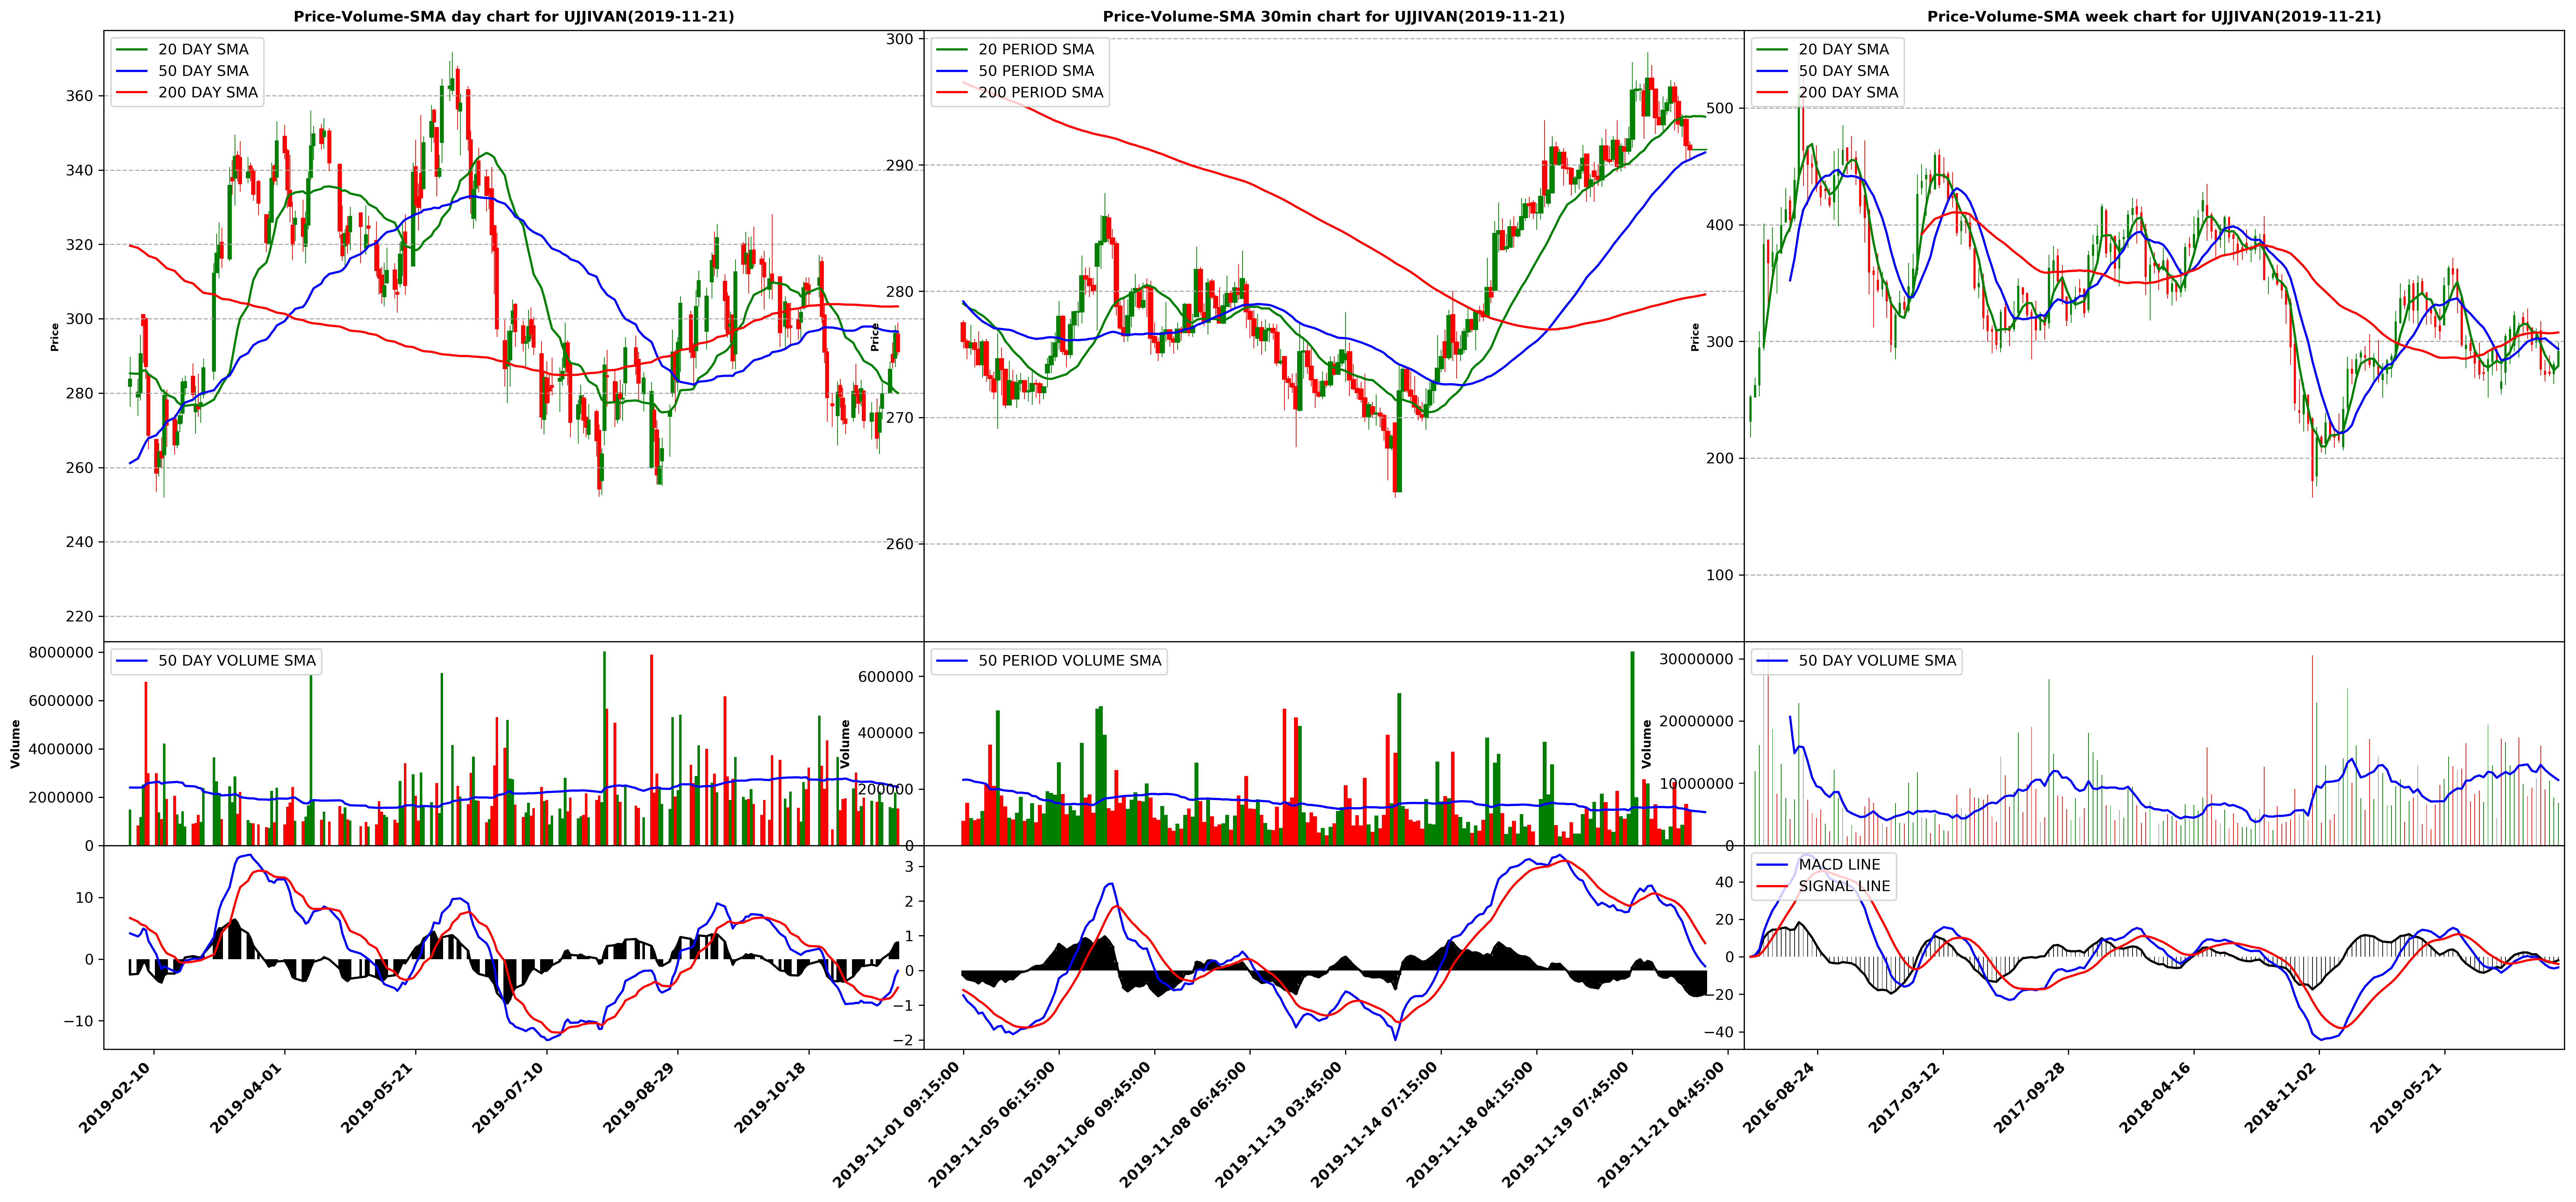 Price-Volume-SMA day chart for UJJIVAN(2019-11-21)
20 DAY SMA
50 DAY SMA
200 DAY SMA
360
340
320
300
280
260
240
220
Price
50 DAY VOLUME SMA
8000000
6000000
4000000
2000000
0
Volume
10
0
−10
2019-02-10
2019-04-01
2019-05-21
2019-07-10
2019-08-29
2019-10-18
Price-Volume-SMA 30min chart for UJJIVAN(2019-11-21)
20 PERIOD SMA
50 PERIOD SMA
200 PERIOD SMA
300
290
280
270
260
Price
50 PERIOD VOLUME SMA
600000
400000
200000
0
Volume
3
2
1
0
−1
−2
2019-11-01 09:15:00
2019-11-05 06:15:00
2019-11-06 09:45:00
2019-11-08 06:45:00
2019-11-13 03:45:00
2019-11-14 07:15:00
2019-11-18 04:15:00
2019-11-19 07:45:00
2019-11-21 04:45:00
Price-Volume-SMA week chart for UJJIVAN(2019-11-21)
20 DAY SMA
50 DAY SMA
200 DAY SMA
500
400
300
200
100
Price
50 DAY VOLUME SMA
30000000
20000000
10000000
0
Volume
MACD LINE
SIGNAL LINE
40
20
0
−20
−40
2016-08-24
2017-03-12
2017-09-28
2018-04-16
2018-11-02
2019-05-21